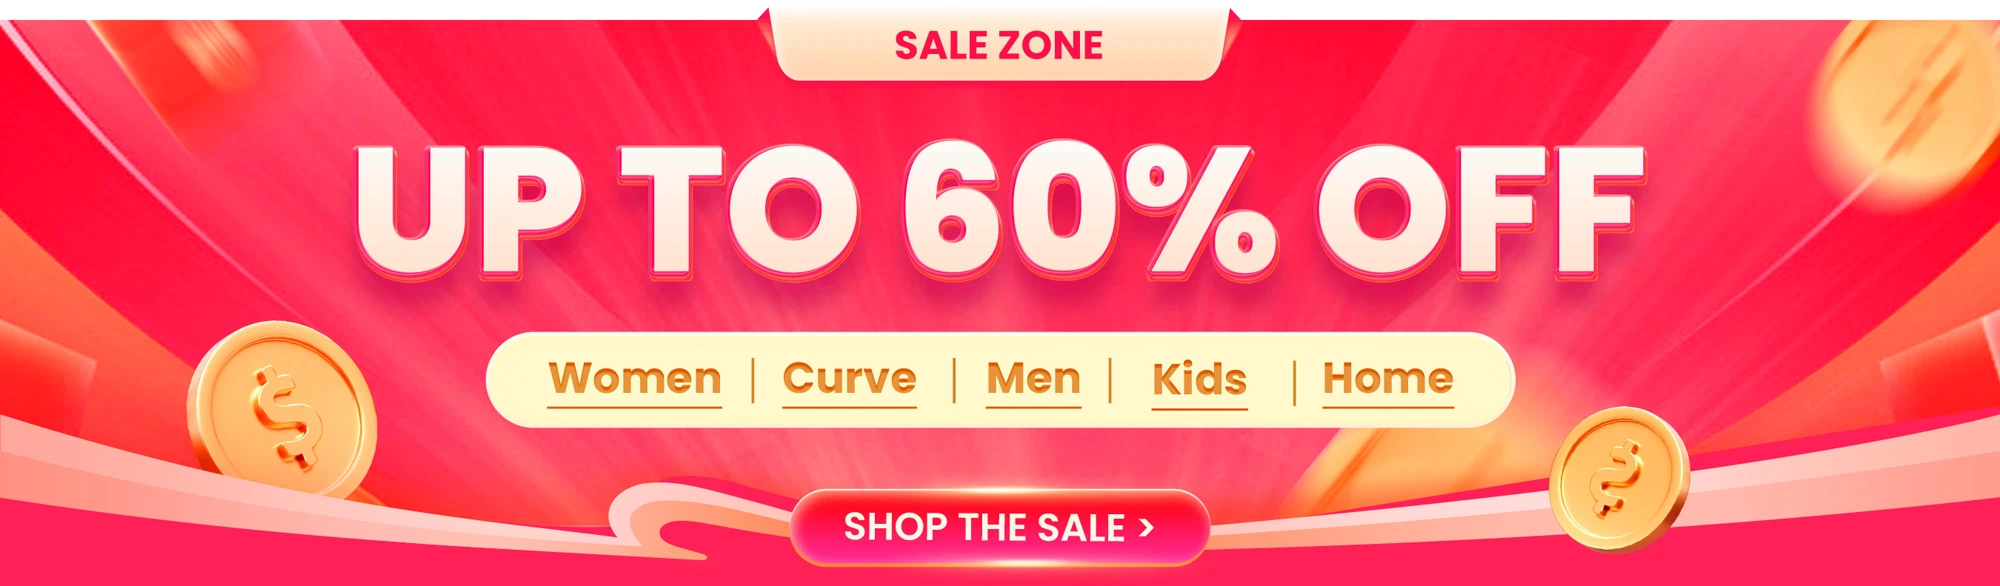 SALE ZONE
UP TO 60% OFF
Women | Curve | Men | Kids | Home
SHOP THE SALE >